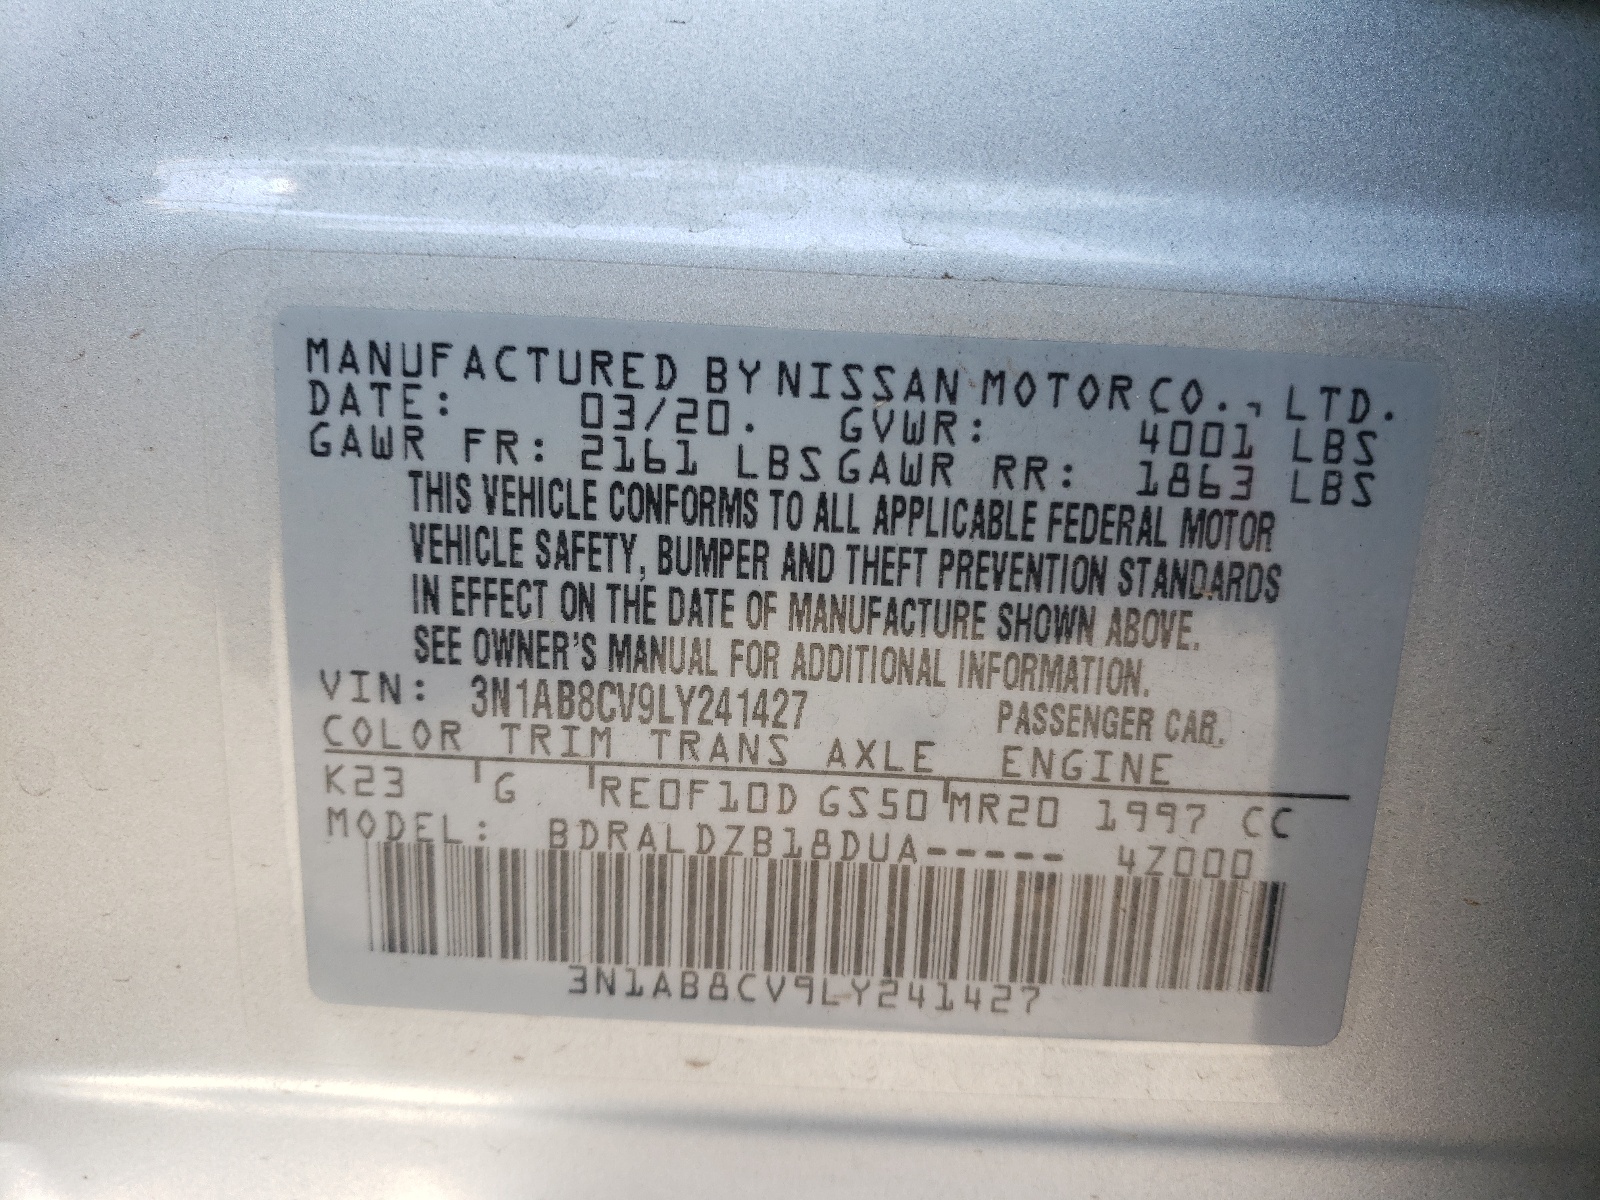 MANUFACTURED BY NISSAN MOTOR CO., LTD.
DATE: 03/20. GVWR: 4001 LBS
GAWR FR: 2161 LBS GAWR RR: 1863 LBS
THIS VEHICLE CONFORMS TO ALL APPLICABLE FEDERAL MOTOR
VEHICLE SAFETY, BUMPER AND THEFT PREVENTION STANDARDS
IN EFFECT ON THE DATE OF MANUFACTURE SHOWN ABOVE.
SEE OWNER'S MANUAL FOR ADDITIONAL INFORMATION.
VIN: 3N1AB8CV9LY241427 PASSENGER CAR.
COLOR TRIM TRANS AXLE ENGINE
K23 G RE0F10D GS50 MR20 1997 CC
MODEL: BDRALDZB18DUA----- 4Z000
3N1AB8CV9LY241427